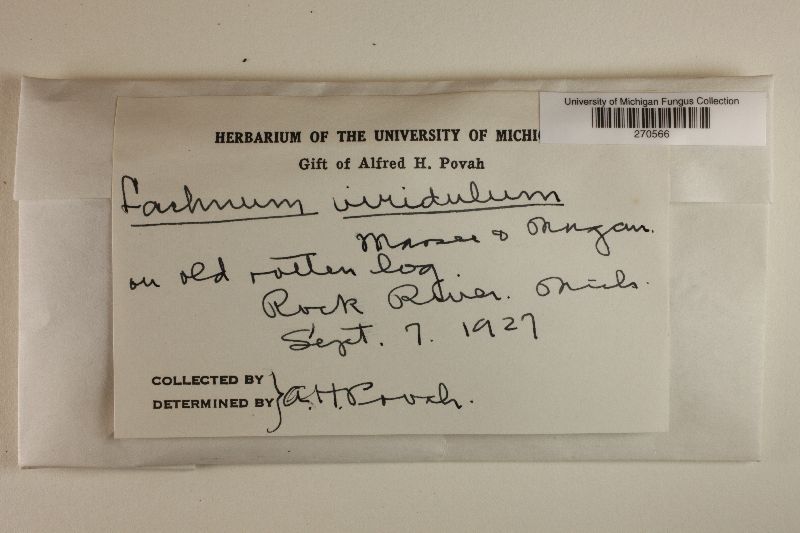 University of Michigan Fungus Collection
270566
HERBARIUM OF THE UNIVERSITY OF MICHI
Gift of Alfred H. Povah
Lachnum viridulum
Massee & Morgan.
on old rotten log
Rock River. Mich.
Sept. 7. 1927
COLLECTED BY
DETERMINED BY } A.H. Povah.